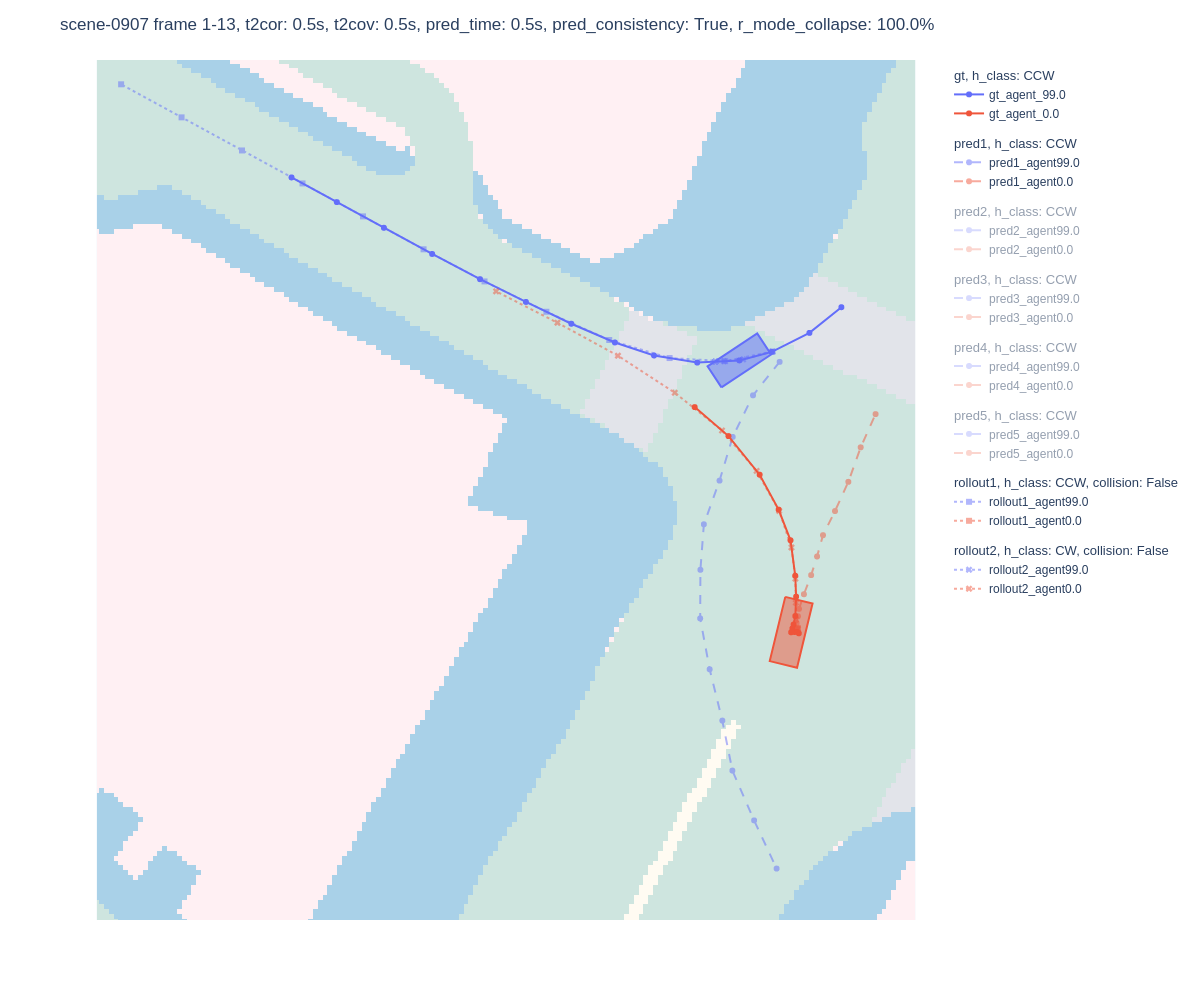 scene-0907 frame 1-13, t2cor: 0.5s, t2cov: 0.5s, pred_time: 0.5s, pred_consistency: True, r_mode_collapse: 100.0%
gt, h_class: CCW
gt_agent_99.0
gt_agent_0.0
pred1, h_class: CCW
pred1_agent99.0
pred1_agent0.0
pred2, h_class: CCW
pred2_agent99.0
pred2_agent0.0
pred3, h_class: CCW
pred3_agent99.0
pred3_agent0.0
pred4, h_class: CCW
pred4_agent99.0
pred4_agent0.0
pred5, h_class: CCW
pred5_agent99.0
pred5_agent0.0
rollout1, h_class: CCW, collision: False
rollout1_agent99.0
rollout1_agent0.0
rollout2, h_class: CW, collision: False
rollout2_agent99.0
rollout2_agent0.0